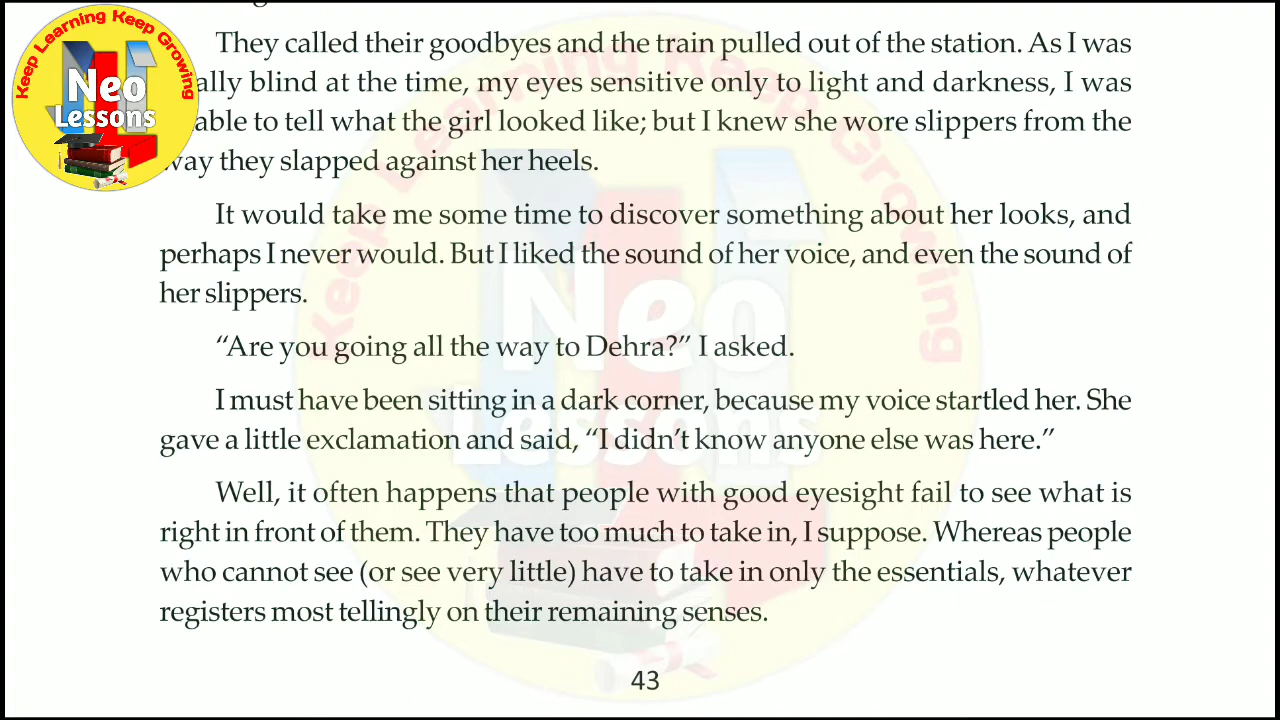 Keep Learning Keep Growing
Neo
Lessons
They called their goodbyes and the train pulled out of the station. As I was
ally blind at the time, my eyes sensitive only to light and darkness, I was
able to tell what the girl looked like; but I knew she wore slippers from the
way they slapped against her heels.
It would take me some time to discover something about her looks, and
perhaps I never would. But I liked the sound of her voice, and even the sound of
her slippers.
“Are you going all the way to Dehra?” I asked.
I must have been sitting in a dark corner, because my voice startled her. She
gave a little exclamation and said, “I didn’t know anyone else was here.”
Well, it often happens that people with good eyesight fail to see what is
right in front of them. They have too much to take in, I suppose. Whereas people
who cannot see (or see very little) have to take in only the essentials, whatever
registers most tellingly on their remaining senses.
43
Keep Learning Keep Growing
Neo
Lessons